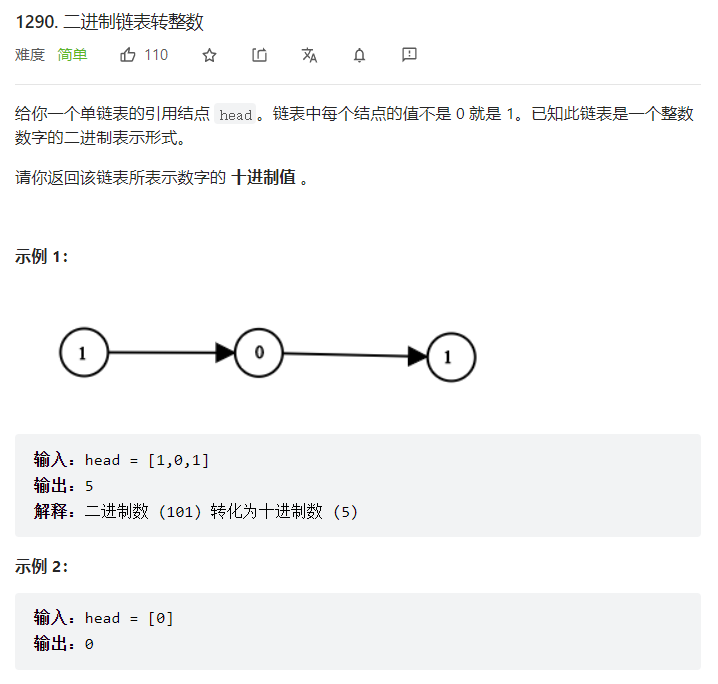 1290. 二进制链表转整数
难度 简单 110
给你一个单链表的引用结点 head。链表中每个结点的值不是 0 就是 1。已知此链表是一个整数
数字的二进制表示形式。
请你返回该链表所表示数字的 十进制值 。
示例 1：
1 0 1
输入：head = [1,0,1]
输出：5
解释：二进制数 (101) 转化为十进制数 (5)
示例 2：
输入：head = [0]
输出：0